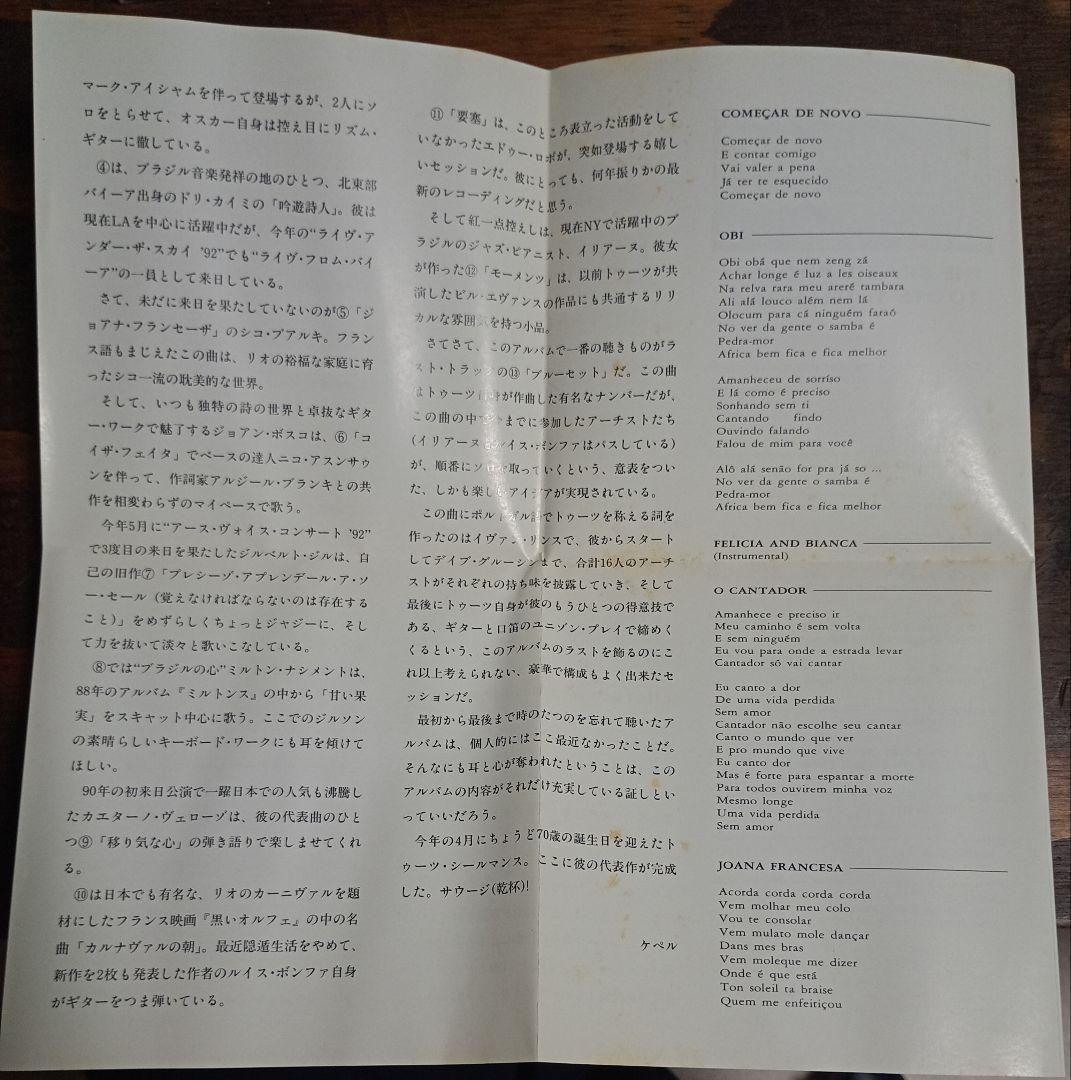 マーク・アイシャムを伴って登場するが、2人にソ
ロをとらせて、オスカー自身は控え目にリズム・
ギターに徹している。
④は、ブラジル音楽発祥の地のひとつ、北東部
バイーア出身のドリ・カイミの「吟遊詩人」。彼は
現在LAを中心に活躍中だが、今年の“ライヴ・ア
ンダー・ザ・スカイ ’92”でも“ライヴ・フロム・バイ
ーア”の一員として来日している。
さて、未だに来日を果たしていないのが⑤「ジ
ョアナ・フランセーザ」のシコ・ブアルキ。フラン
ス語もまじえたこの曲は、リオの裕福な家庭に育
ったシコ一流の耽美的な世界。
そして、いつも独特の詩の世界と卓抜なギタ
ー・ワークで魅了するジョアン・ボスコは、⑥「コ
イザ・フェイタ」でベースの達人ニコ・アスンサゥ
ンを伴って、作詞家アルジール・ブランキとの共
作を相変わらずのマイペースで歌う。
今年5月に“アース・ヴォイス・コンサート ’92”
で3度目の来日を果たしたジルベルト・ジルは、自
己の旧作⑦「プレシーゾ・アプレンデール・ア・ソ
ー・セール (覚えなければならないのは存在する
こと)」をめずらしくちょっとジャジーに、そし
て力を抜いて淡々と歌いこなしている。
⑧では“ブラジルの心”ミルトン・ナシメントは、
88年のアルバム『ミルトンス』の中から「甘い果
実」をスキャット中心に歌う。ここでのジルソン
の素晴らしいキーボード・ワークにも耳を傾けて
ほしい。
90年の初来日公演で一躍日本での人気も沸騰し
たカエターノ・ヴェローゾは、彼の代表曲のひと
つ⑨「移り気な心」の弾き語りで楽しませてくれ
る。
⑩は日本でも有名な、リオのカーニヴァルを題
材にしたフランス映画『黒いオルフェ』の中の名
曲「カルナヴァルの朝」。最近隠遁生活をやめて、
新作を2枚も発表した作者のルイス・ボンファ自身
がギターをつま弾いている。
⑪「要塞」は、このところ表立った活動をして
いなかったエドゥー・ロボが、突如登場する嬉し
いセッションだ。彼にとっても、何年振りかの最
新のレコーディングだと思う。
そして紅一点控えしは、現在NYで活躍中のブ
ラジルのジャズ・ピアニスト、イリアーヌ。彼女
が作った⑫「モーメンツ」は、以前トゥーツが共
演したビル・エヴァンスの作品にも共通するリリ
カルな雰囲気を持つ小品。
さてさて、このアルバムで一番の聴きものがラ
スト・トラックの⑬「ブルーセット」だ。この曲
はトゥーツ自身が作曲した有名なナンバーだが、
この曲の中で今までに参加したアーチストたち
(イリアーヌとルイス・ボンファはパスしている)
が、順番にソロを取っていくという、意表をつい
た、しかも楽しいアイデアが実現されている。
この曲にポルトガル語でトゥーツを称える詞を
作ったのはイヴァン・リンスで、彼からスタート
してデイブ・グルーシンまで、合計16人のアーチ
ストがそれぞれの持ち味を披露していき、そして
最後にトゥーツ自身が彼のもうひとつの得意技で
ある、ギターと口笛のユニゾン・プレイで締めく
くるという、このアルバムのラストを飾るのにこ
れ以上考えられない、豪華で構成もよく出来たセ
ッションだ。
最初から最後まで時のたつのを忘れて聴いたア
ルバムは、個人的にはここ最近なかったことだ。
そんなにも耳と心が奪われたということは、この
アルバムの内容がそれだけ充実している証しとい
っていいだろう。
今年の4月にちょうど70歳の誕生日を迎えたト
ゥーツ・シールマンス。ここに彼の代表作が完成
した。サウージ(乾杯)!
ケペル
COMEÇAR DE NOVO
Começar de novo
E contar comigo
Vai valer a pena
Já ter te esquecido
Começar de novo
OBI
Obi obá que nem zeng zá
Achar longe é luz a les oiseaux
Na relva rara meu arerê tambara
Ali alá louco além nem lá
Olocum para cá ninguém faraó
No ver da gente o samba é
Pedra-mor
Africa bem fica e fica melhor
Amanheceu de sorríso
E lá como é preciso
Sonhando sem ti
Cantando findo
Ouvindo falando
Falou de mim para você
Alô alá senão for pra já so ...
No ver da gente o samba é
Pedra-mor
Africa bem fica e fica melhor
FELICIA AND BIANCA
(Instrumental)
O CANTADOR
Amanhece e preciso ir
Meu caminho é sem volta
E sem ninguém
Eu vou para onde a estrada levar
Cantador só vai cantar
Eu canto a dor
De uma vida perdida
Sem amor
Cantador não escolhe seu cantar
Canto o mundo que ver
E pro mundo que vive
Eu canto dor
Mas é forte para espantar a morte
Para todos ouvirem minha voz
Mesmo longe
Uma vida perdida
Sem amor
JOANA FRANCESA
Acorda corda corda corda
Vem molhar meu colo
Vou te consolar
Vem mulato mole dançar
Dans mes bras
Vem moleque me dizer
Onde é que está
Ton soleil ta braise
Quem me enfeitiçou